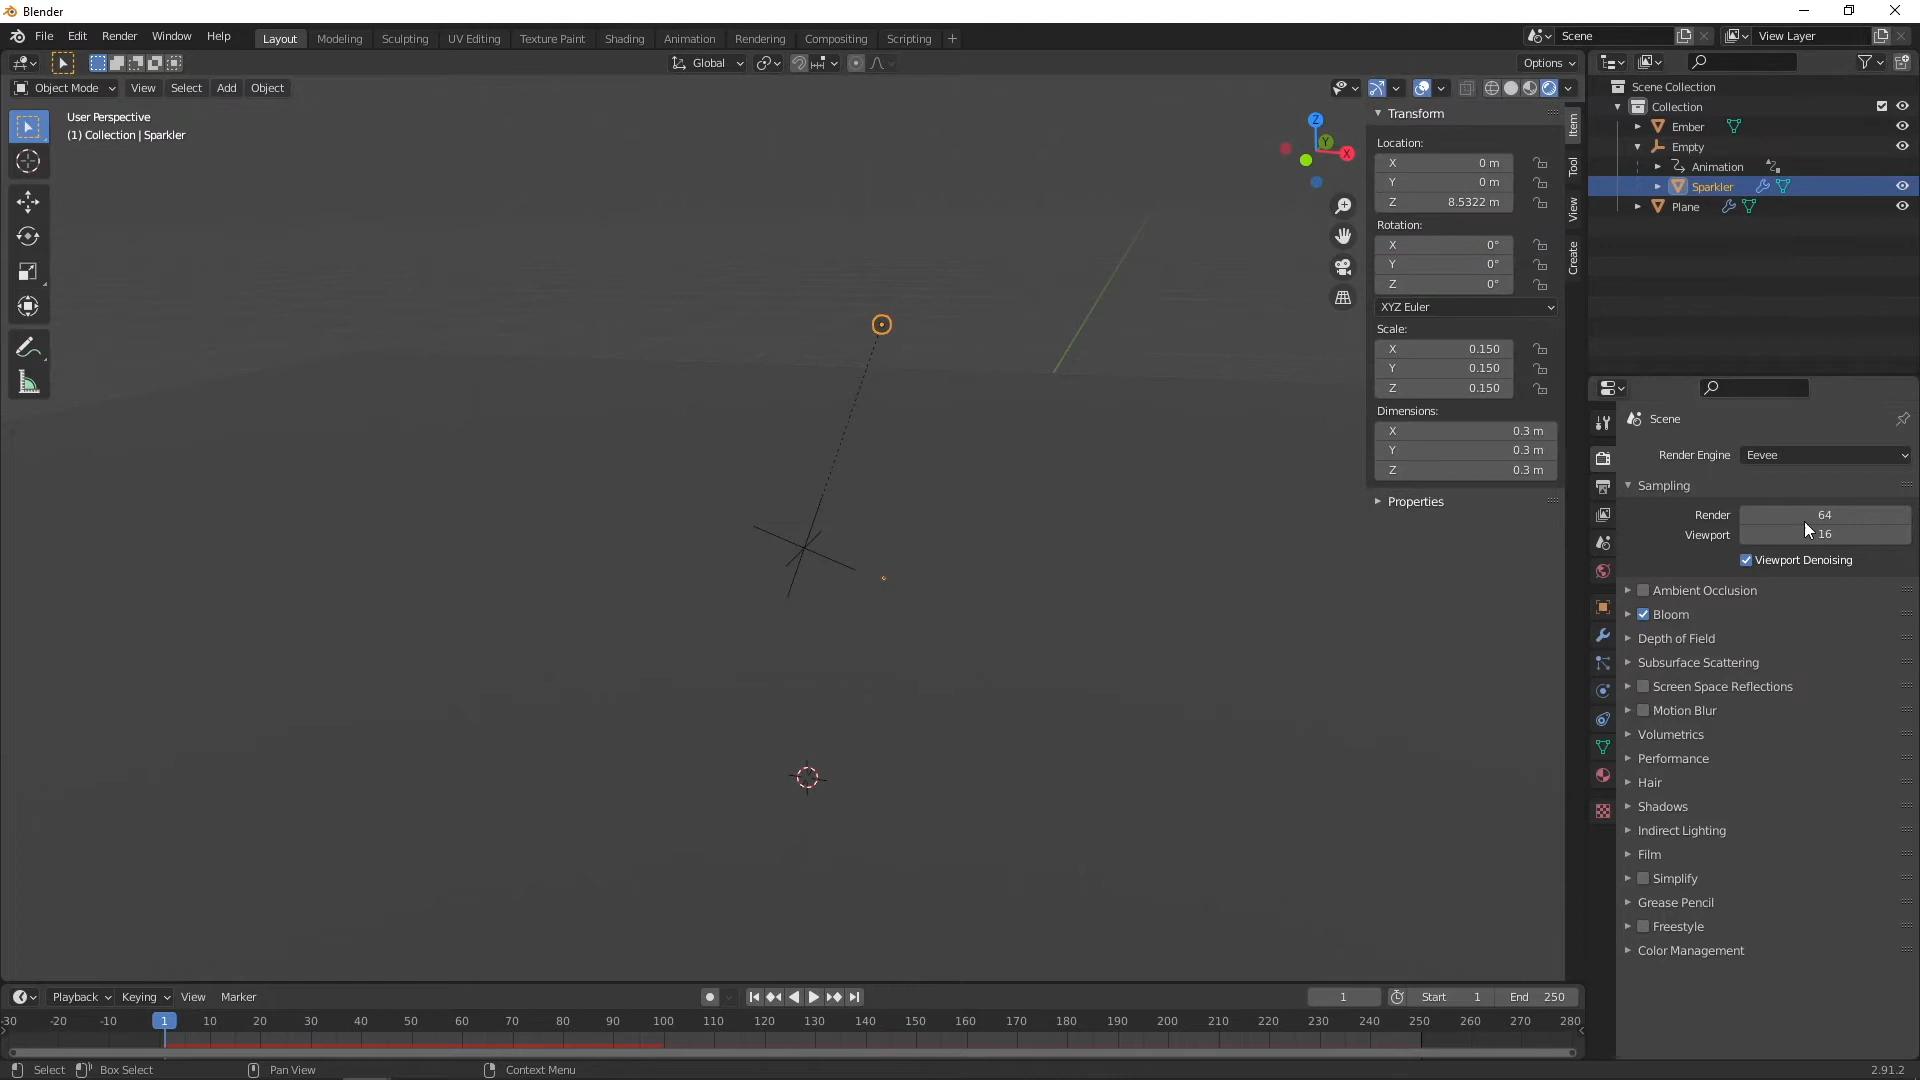 Blender
File Edit Render Window Help
Layout Modeling Sculpting UV Editing Texture Paint Shading Animation Rendering Compositing Scripting +
Scene
View Layer
Global
Options
Object Mode View Select Add Object
User Perspective
(1) Collection | Sparkler
Z
Y
X
Transform
Location:
X 0 m
Y 0 m
Z 8.5322 m
Rotation:
X 0°
Y 0°
Z 0°
XYZ Euler
Scale:
X 0.150
Y 0.150
Z 0.150
Dimensions:
X 0.3 m
Y 0.3 m
Z 0.3 m
Properties
Item
Tool
View
Create
Scene Collection
Collection
Ember
Empty
Animation
Sparkler
Plane
Scene
Render Engine Eevee
Sampling
Render 64
Viewport 16
Viewport Denoising
Ambient Occlusion
Bloom
Depth of Field
Subsurface Scattering
Screen Space Reflections
Motion Blur
Volumetrics
Performance
Hair
Shadows
Indirect Lighting
Film
Simplify
Grease Pencil
Freestyle
Color Management
Playback Keying View Marker
1 Start 1 End 250
-30 -20 -10 1 10 20 30 40 50 60 70 80 90 100 110 120 130 140 150 160 170 180 190 200 210 220 230 240 250 260 270 280
Select Box Select Pan View Context Menu 2.91.2